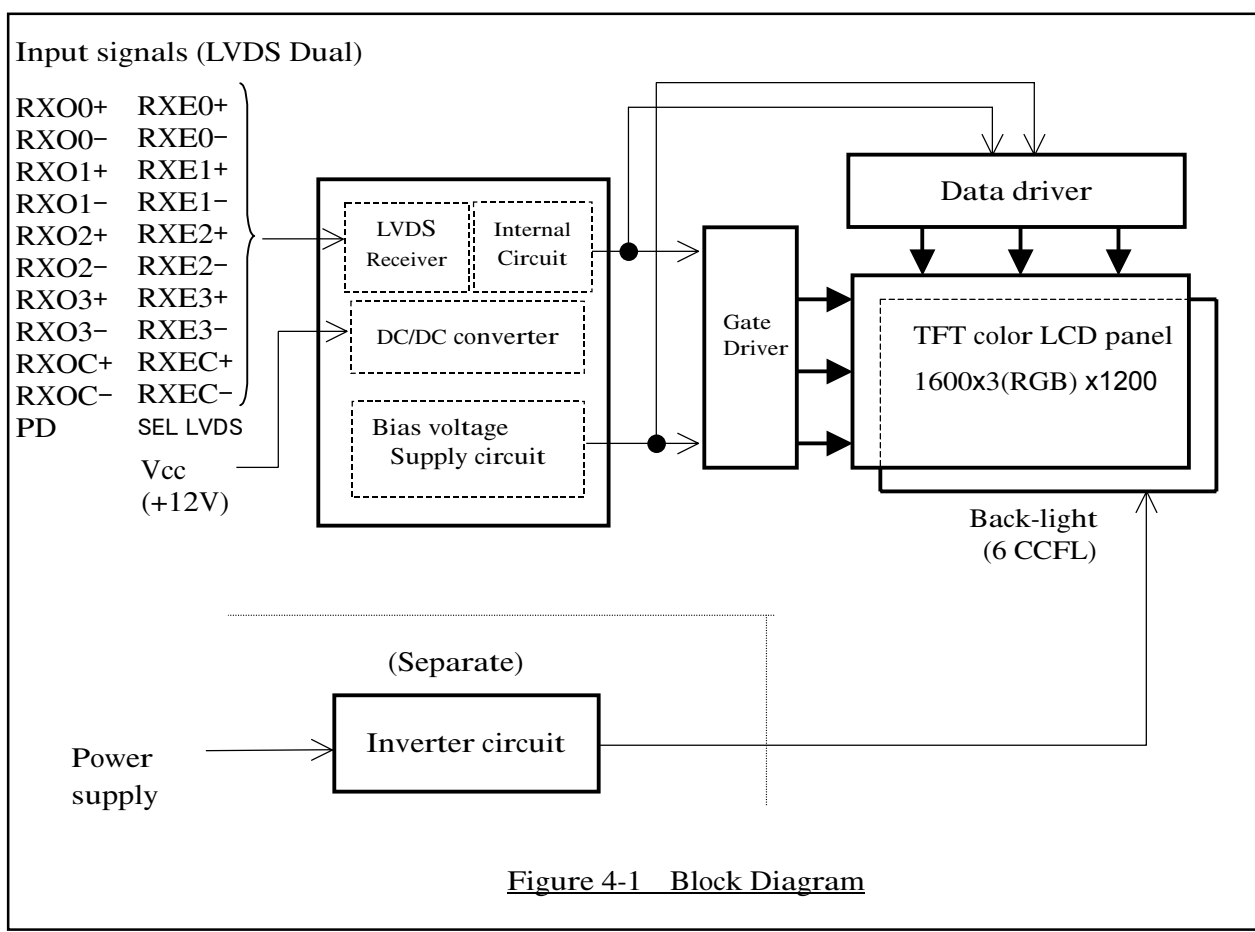 Input signals (LVDS Dual)
RXO0+ RXE0+
RXO0− RXE0−
RXO1+ RXE1+
RXO1− RXE1−
RXO2+ RXE2+
RXO2− RXE2−
RXO3+ RXE3+
RXO3− RXE3−
RXOC+ RXEC+
RXOC− RXEC−
PD SEL LVDS
Vcc
(+12V)
LVDS
Receiver
Internal
Circuit
DC/DC converter
Bias voltage
Supply circuit
Gate
Driver
Data driver
TFT color LCD panel
1600x3(RGB) x1200
Back-light
(6 CCFL)
(Separate)
Inverter circuit
Power
supply
Figure 4-1 Block Diagram